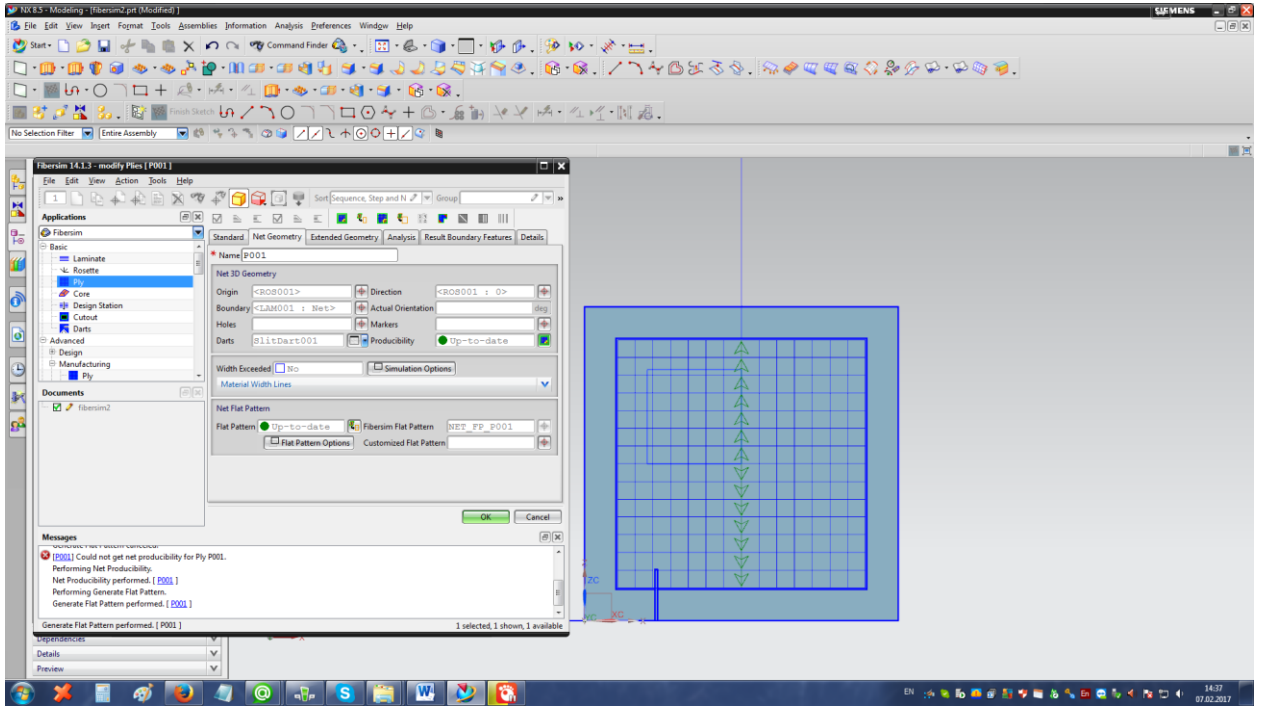 NX 8.5 - Modeling - [fibersim2.prt (Modified) ]
SIEMENS
File Edit View Insert Format Tools Assemblies Information Analysis Preferences Window Help
Start Command Finder
Finish Sketch
No Selection Filter Entire Assembly
Fibersim 14.1.3 - modify Plies [ P001 ]
File Edit View Action Tools Help
1 Sort Sequence, Step and N Group
Applications
Fibersim
Basic
Laminate
Rosette
Ply
Core
Design Station
Cutout
Darts
Advanced
Design
Manufacturing
Ply
Documents
fibersim2
Standard Net Geometry Extended Geometry Analysis Result Boundary Features Details
* Name P001
Net 3D Geometry
Origin <ROS001> Direction <ROS001 : 0>
Boundary <LAM001 : Net> Actual Orientation deg
Holes Markers
Darts SlitDart001 Producibility Up-to-date
Width Exceeded No Simulation Options
Material Width Lines
Net Flat Pattern
Flat Pattern Up-to-date Fibersim Flat Pattern NET_FP_P001
Flat Pattern Options Customized Flat Pattern
OK Cancel
Messages
Generate Flat Pattern canceled.
[P001] Could not get net producibility for Ply P001.
Performing Net Producibility.
Net Producibility performed. [ P001 ]
Performing Generate Flat Pattern.
Generate Flat Pattern performed. [ P001 ]
Generate Flat Pattern performed. [ P001 ] 1 selected, 1 shown, 1 available
Dependencies
Details
Preview
ZC
YC XC
X
EN
14:37
07.02.2017